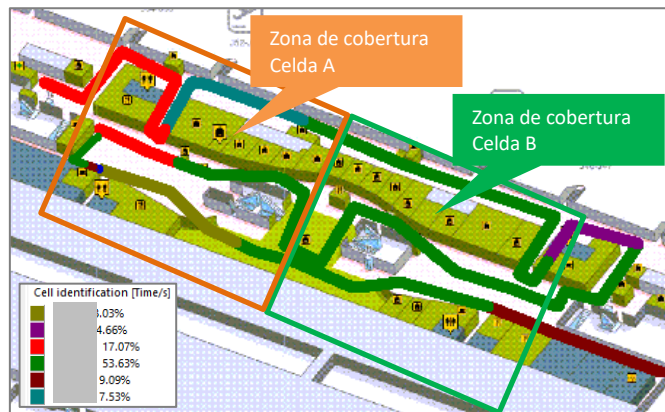 Zona de cobertura
Celda A
Zona de cobertura
Celda B
Cell identification [Time/s]
.03%
4.66%
17.07%
53.63%
9.09%
7.53%